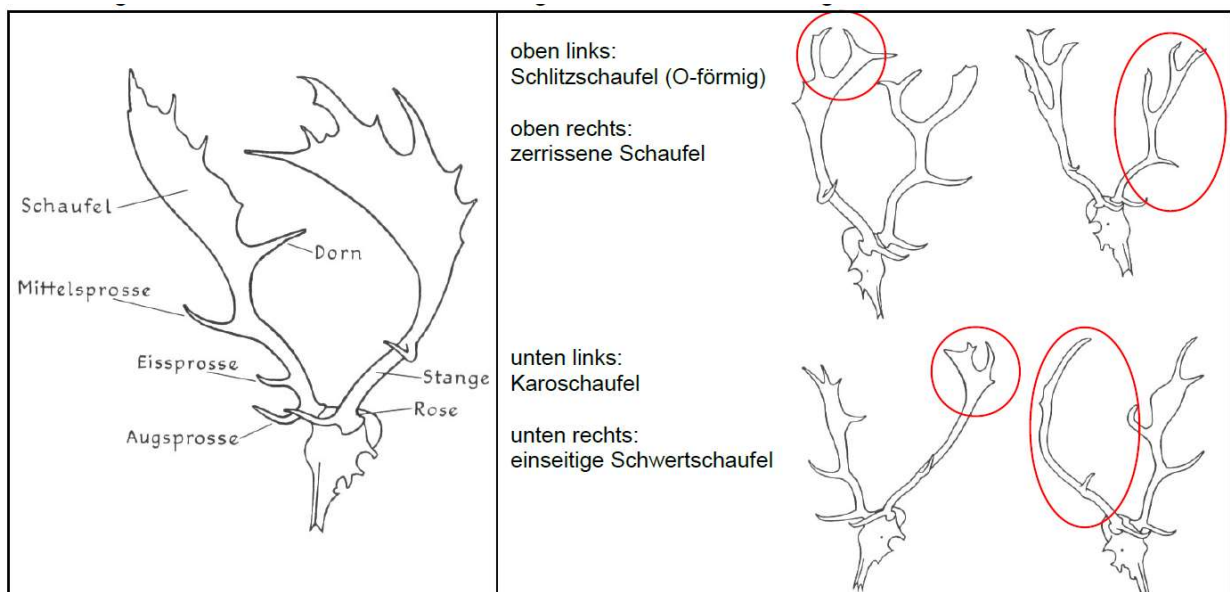 Schaufel
Dorn
Mittelsprosse
Eissprosse
Stange
Rose
Augsprosse
oben links:
Schlitzschaufel (O-förmig)
oben rechts:
zerrissene Schaufel
unten links:
Karoschaufel
unten rechts:
einseitige Schwertschaufel